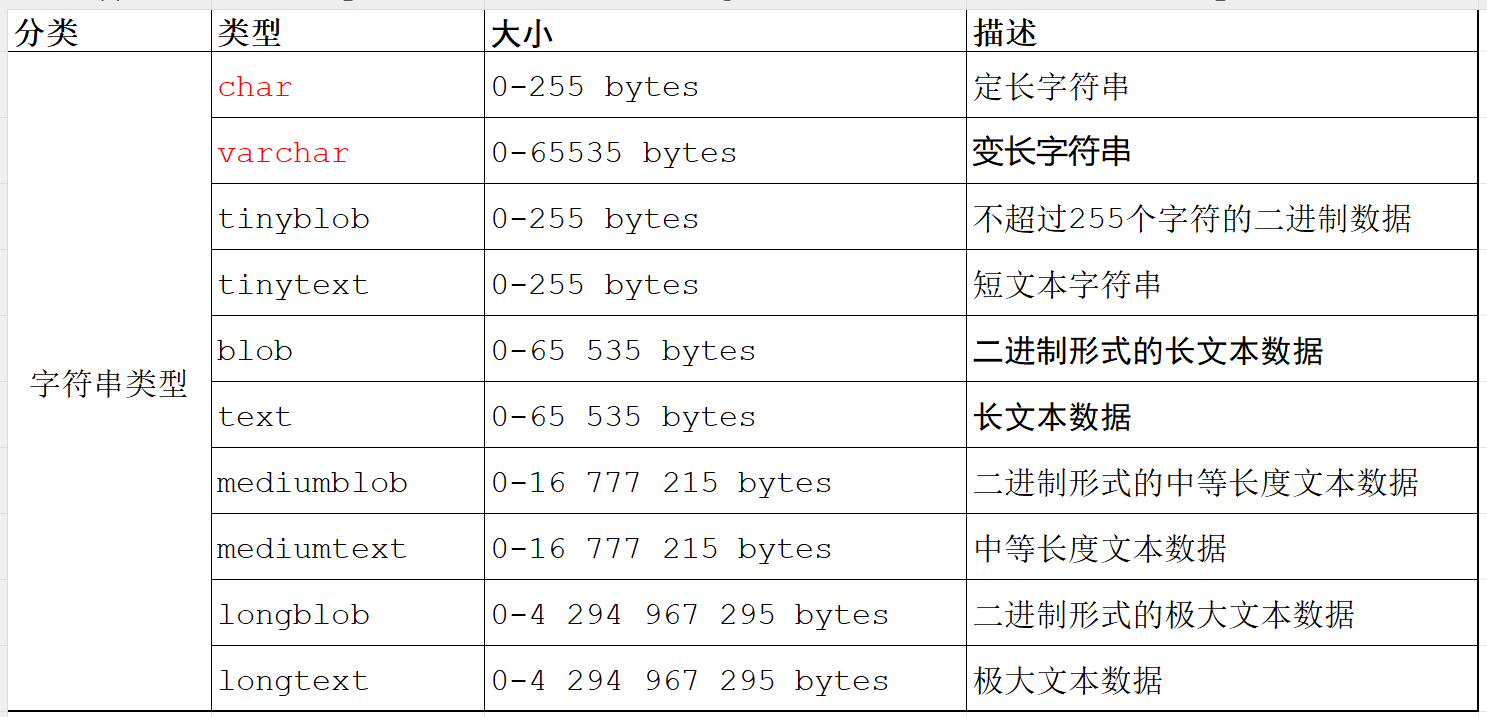 分类 类型 大小 描述
char 0-255 bytes 定长字符串
varchar 0-65535 bytes 变长字符串
tinyblob 0-255 bytes 不超过255个字符的二进制数据
tinytext 0-255 bytes 短文本字符串
blob 0-65 535 bytes 二进制形式的长文本数据
字符串类型
text 0-65 535 bytes 长文本数据
mediumblob 0-16 777 215 bytes 二进制形式的中等长度文本数据
mediumtext 0-16 777 215 bytes 中等长度文本数据
longblob 0-4 294 967 295 bytes 二进制形式的极大文本数据
longtext 0-4 294 967 295 bytes 极大文本数据